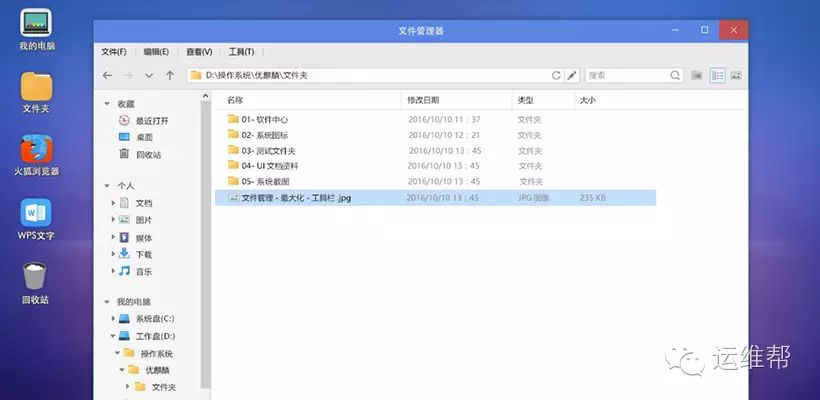 我的电脑
文件夹
火狐浏览器
WPS文字
回收站
文件管理器
文件(F) 编辑(E) 查看(V) 工具(T)
D:\操作系统\优麒麟\文件夹 搜索
收藏
最近打开
桌面
回收站
个人
文档
图片
媒体
下载
音乐
我的电脑
系统盘(C:)
工作盘(D:)
操作系统
优麒麟
文件夹
名称 修改日期 类型 大小
01- 软件中心 2016/10/10 11：37 文件夹
02- 系统图标 2016/10/10 12：21 文件夹
03- 测试文件夹 2016/10/10 13：45 文件夹
04- UI 文档资料 2016/10/10 13：45 文件夹
05- 系统截图 2016/10/10 13：45 文件夹
文件管理 - 最大化 - 工具栏 .jpg 2016/10/10 13：45 JPG 图像 235 KB
运维帮